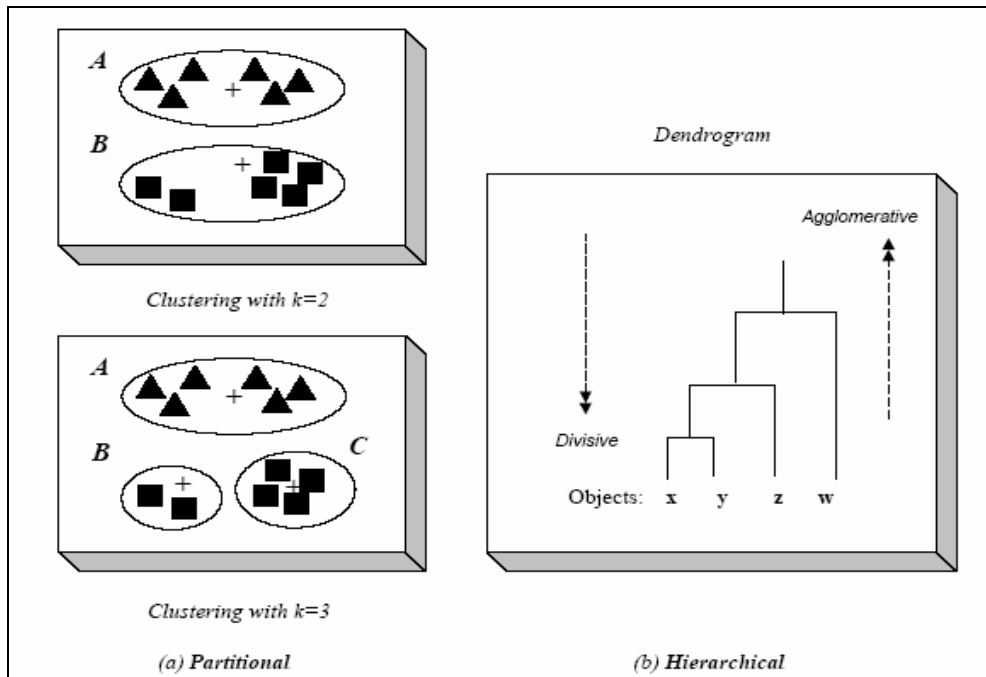 A
B
Clustering with k=2
A
B
C
Clustering with k=3
(a) Partitional
Dendrogram
Agglomerative
Divisive
Objects: x y z w
(b) Hierarchical